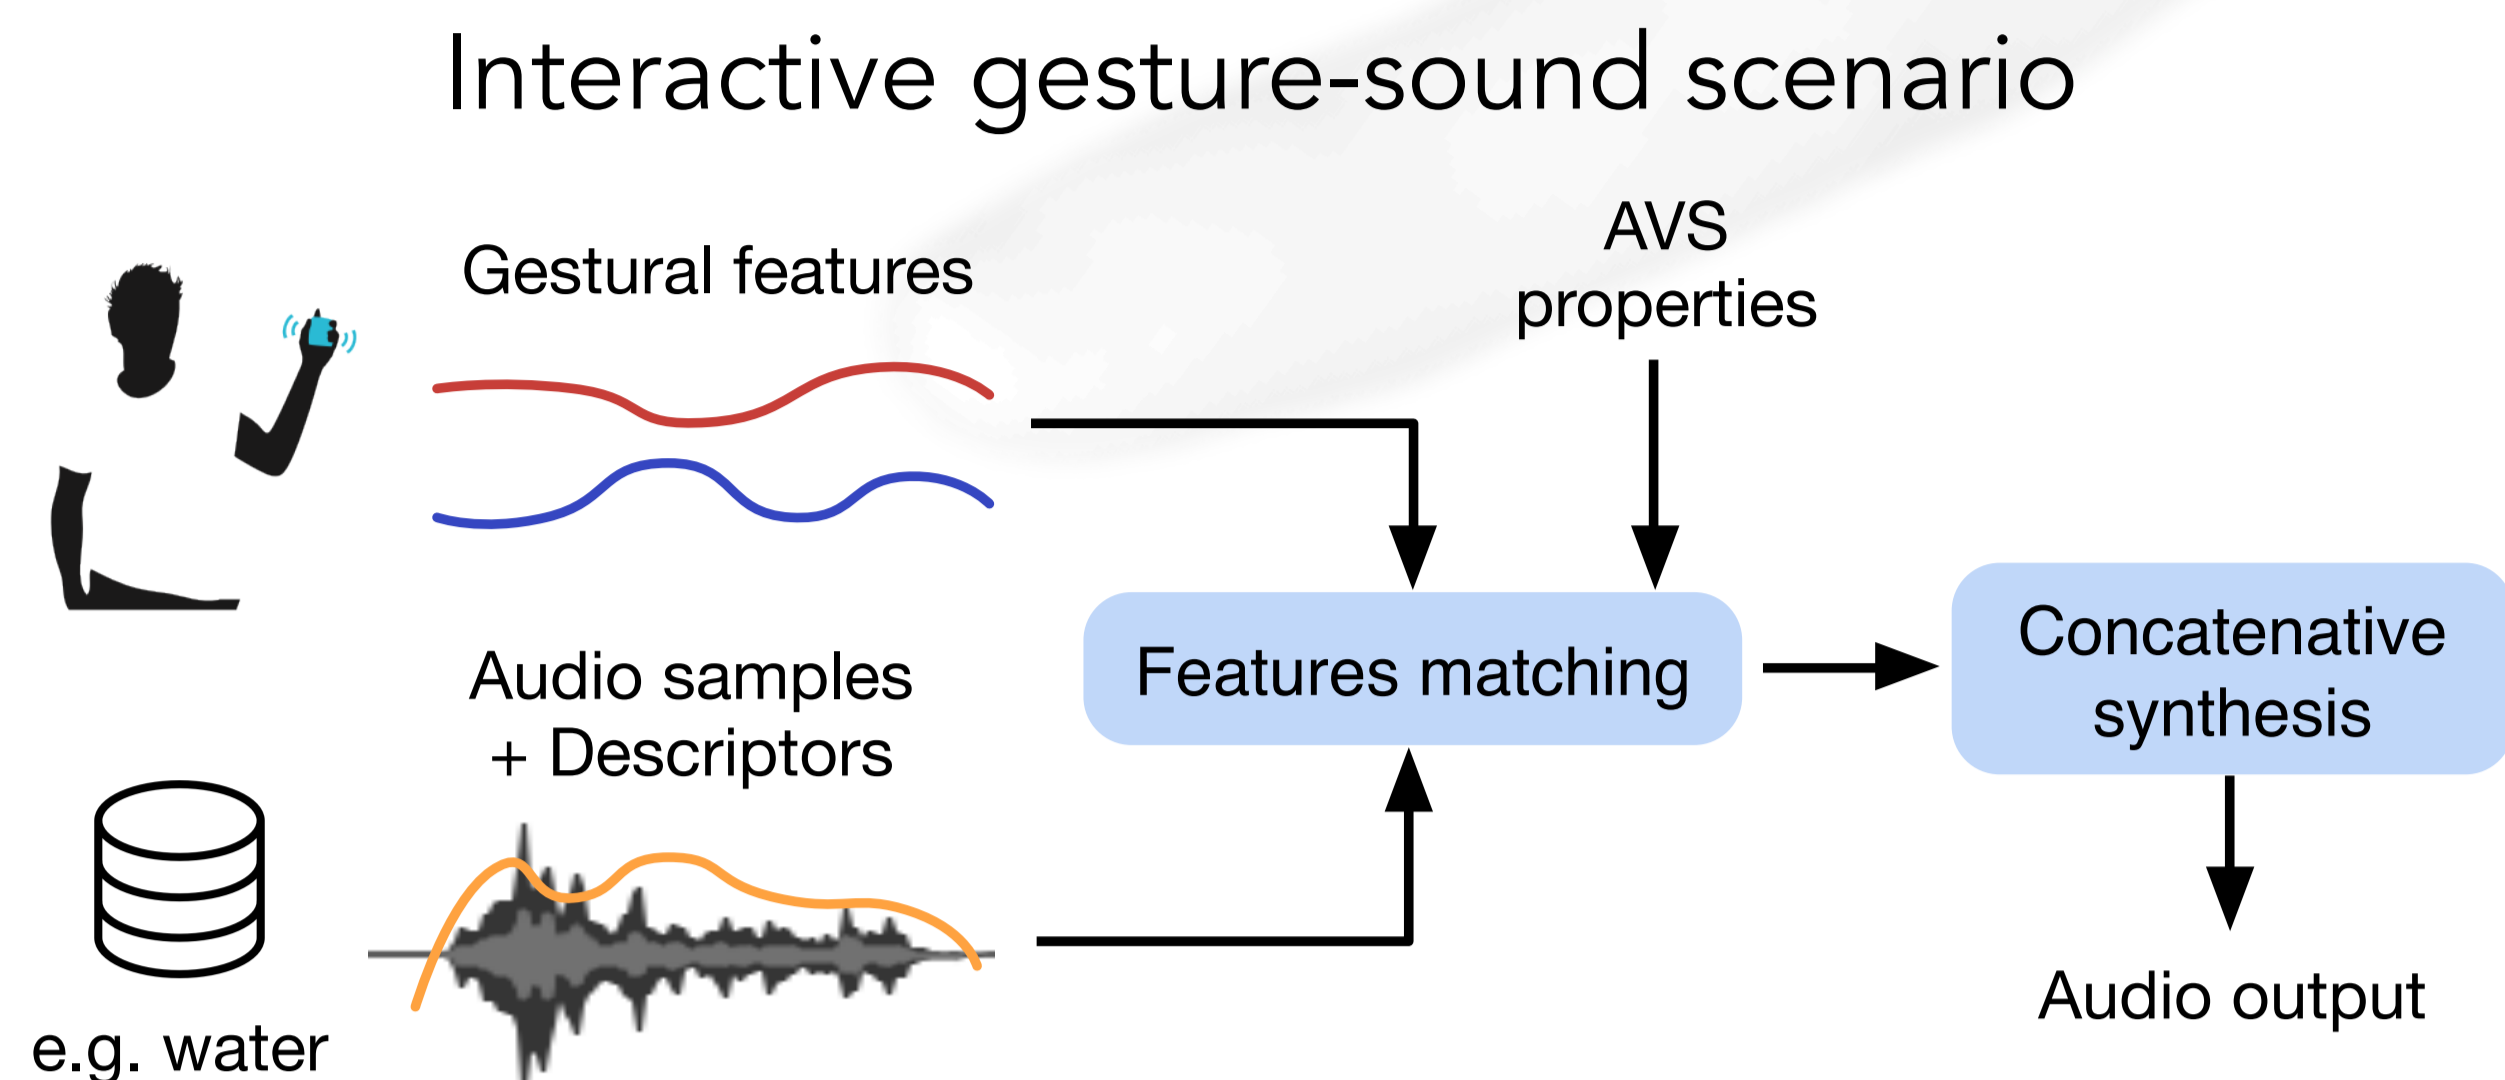 Interactive gesture-sound scenario
Gestural features
AVS
properties
Audio samples
+ Descriptors
e.g. water
Features matching
Concatenative
synthesis
Audio output